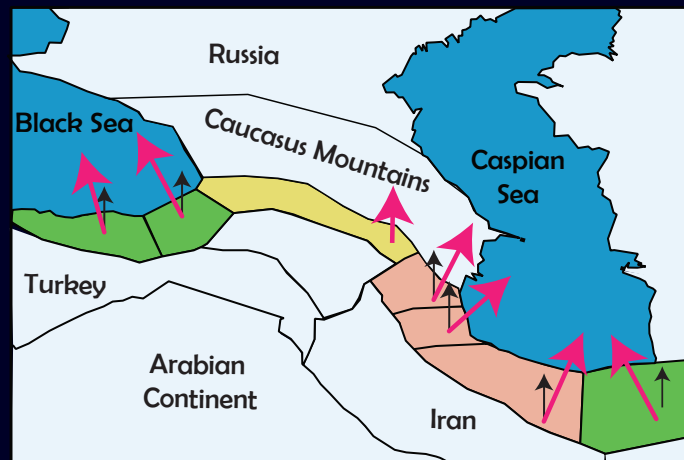 Russia
Black Sea
Caucasus Mountains
Caspian
Sea
Turkey
Arabian
Continent
Iran